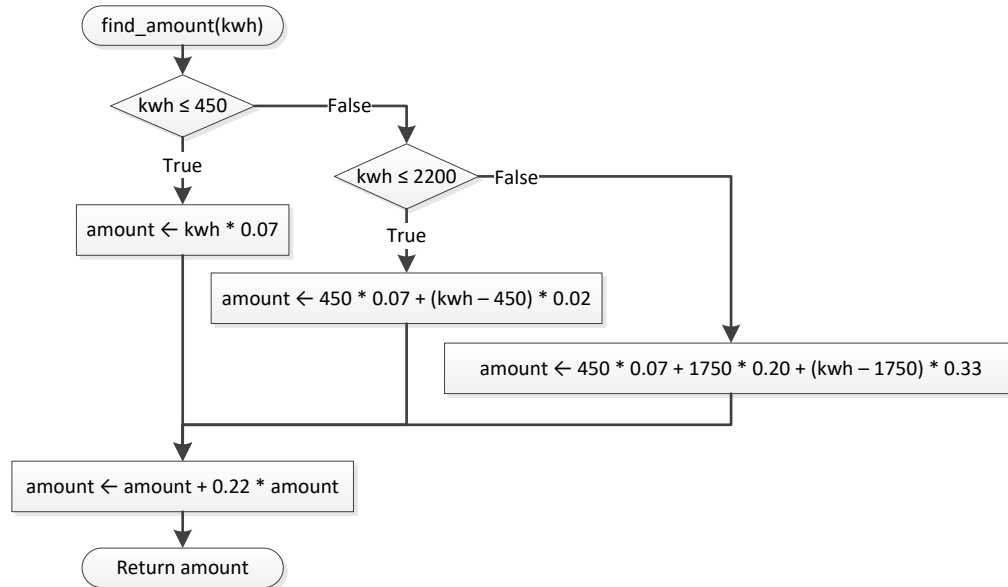 find_amount(kwh)
kwh ≤ 450
False
True
kwh ≤ 2200
False
amount ← kwh * 0.07
True
amount ← 450 * 0.07 + (kwh – 450) * 0.02
amount ← 450 * 0.07 + 1750 * 0.20 + (kwh – 1750) * 0.33
amount ← amount + 0.22 * amount
Return amount